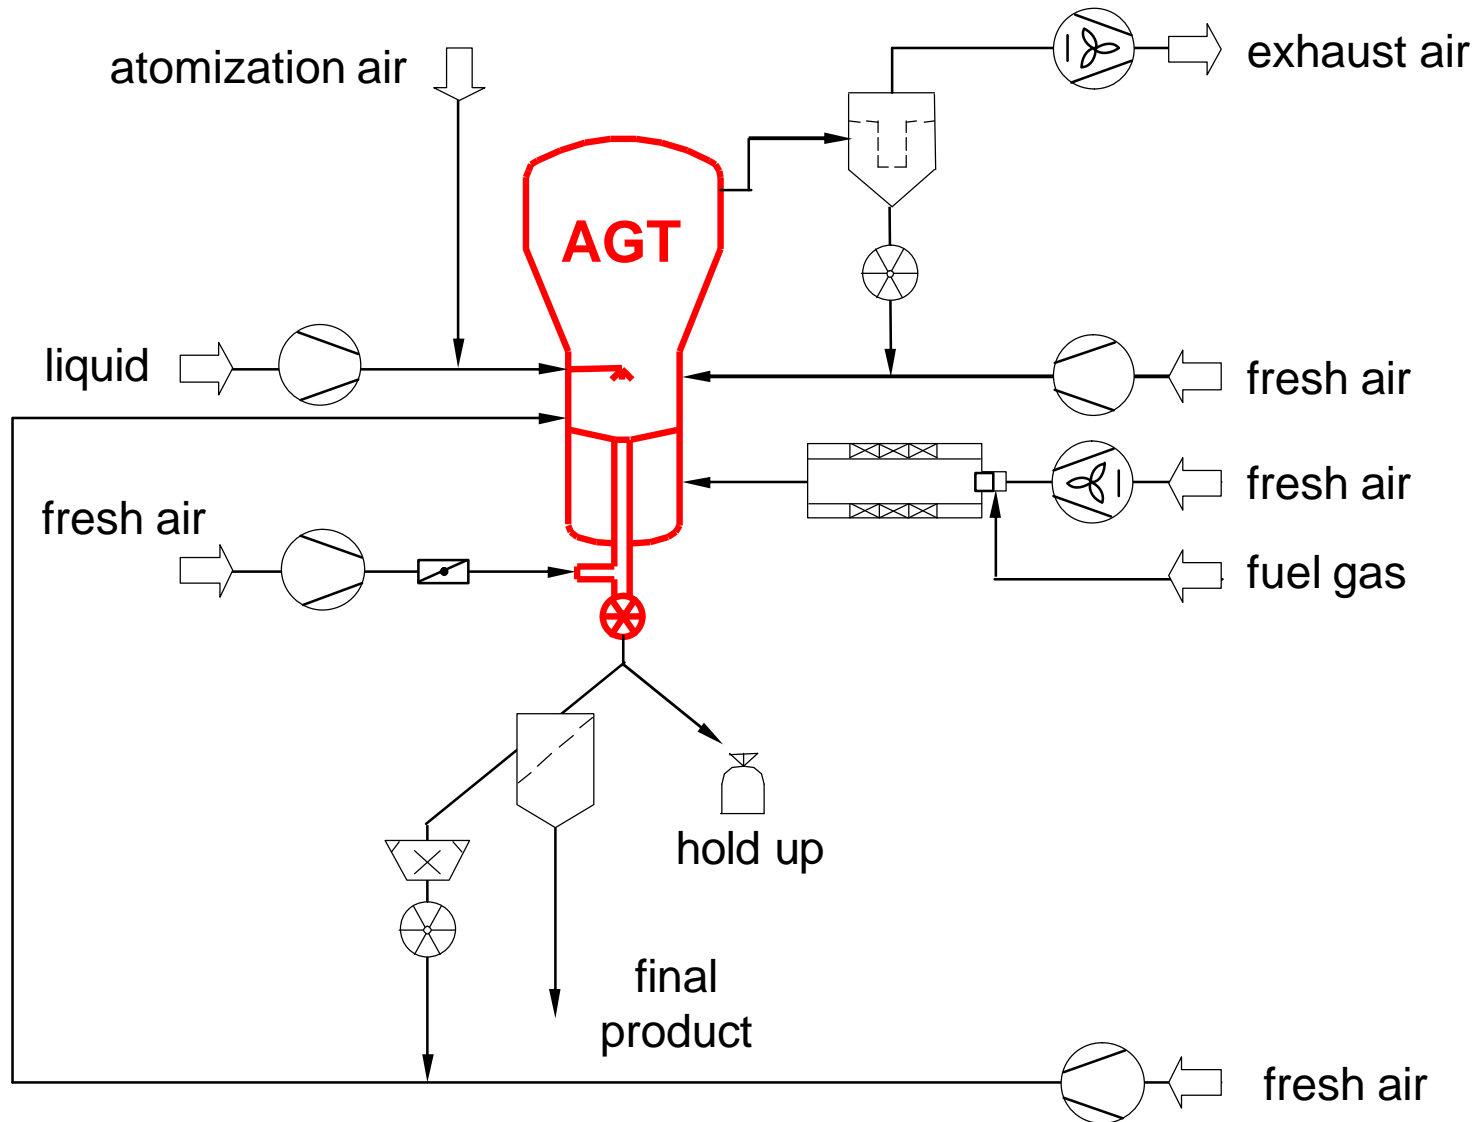 atomization air
exhaust air
AGT
liquid
fresh air
fresh air
fresh air
fuel gas
hold up
final
product
fresh air